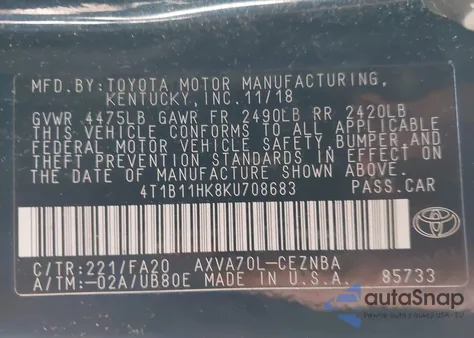 MFD.BY:TOYOTA MOTOR MANUFACTURING,
KENTUCKY,INC.11/18
GVWR 4475LB GAWR FR 2490LB RR 2420LB
THIS VEHICLE CONFORMS TO ALL APPLICABLE
FEDERAL MOTOR VEHICLE SAFETY,BUMPER,AND
THEFT PREVENTION STANDARDS IN EFFECT ON
THE DATE OF MANUFACTURE SHOWN ABOVE.
4T1B11HK8KU708683 PASS.CAR
C/TR:221/FA20 AXVA70L-CEZNBA
A/TM:-02A/UB80E MADE IN U.S.A. 85733
TOYOTA
autaSnap